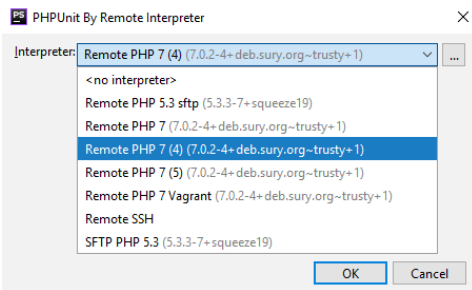 PS PHPUnit By Remote Interpreter
Interpreter: Remote PHP 7 (4) (7.0.2-4+deb.sury.org~trusty+1) ...
<no interpreter>
Remote PHP 5.3 sftp (5.3.3-7+squeeze19)
Remote PHP 7 (7.0.2-4+deb.sury.org~trusty+1)
Remote PHP 7 (4) (7.0.2-4+deb.sury.org~trusty+1)
Remote PHP 7 (5) (7.0.2-4+deb.sury.org~trusty+1)
Remote PHP 7 Vagrant (7.0.2-4+deb.sury.org~trusty+1)
Remote SSH
SFTP PHP 5.3 (5.3.3-7+squeeze19)
OK Cancel